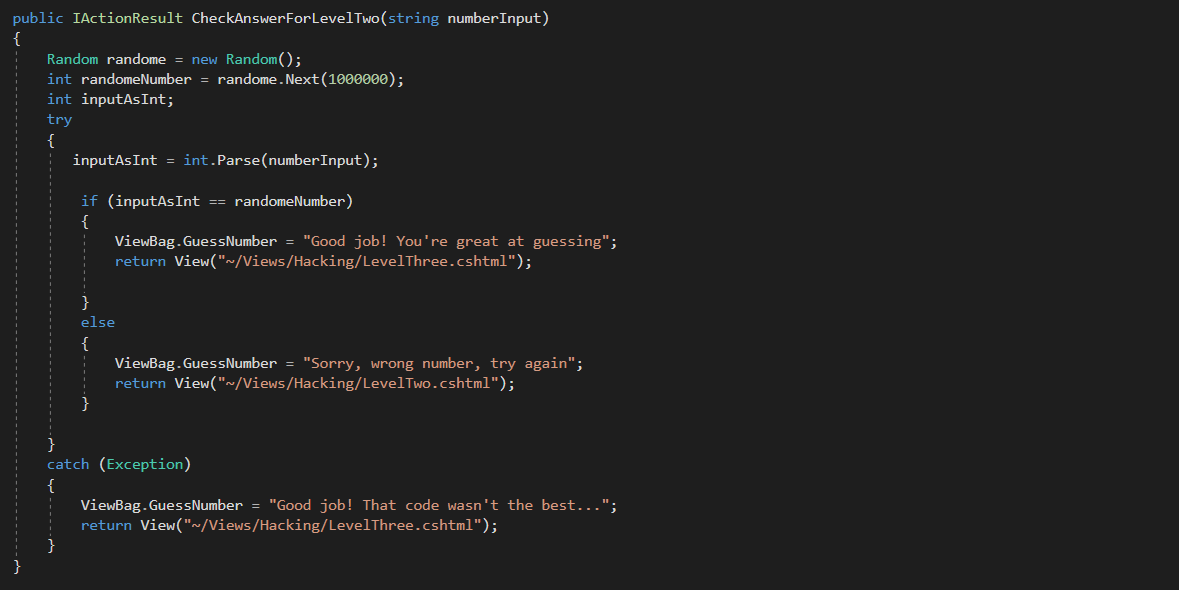 public IActionResult CheckAnswerForLevelTwo(string numberInput)
{
Random randome = new Random();
int randomeNumber = randome.Next(1000000);
int inputAsInt;
try
{
inputAsInt = int.Parse(numberInput);
if (inputAsInt == randomeNumber)
{
ViewBag.GuessNumber = "Good job! You're great at guessing";
return View("~/Views/Hacking/LevelThree.cshtml");
}
else
{
ViewBag.GuessNumber = "Sorry, wrong number, try again";
return View("~/Views/Hacking/LevelTwo.cshtml");
}
}
catch (Exception)
{
ViewBag.GuessNumber = "Good job! That code wasn't the best...";
return View("~/Views/Hacking/LevelThree.cshtml");
}
}